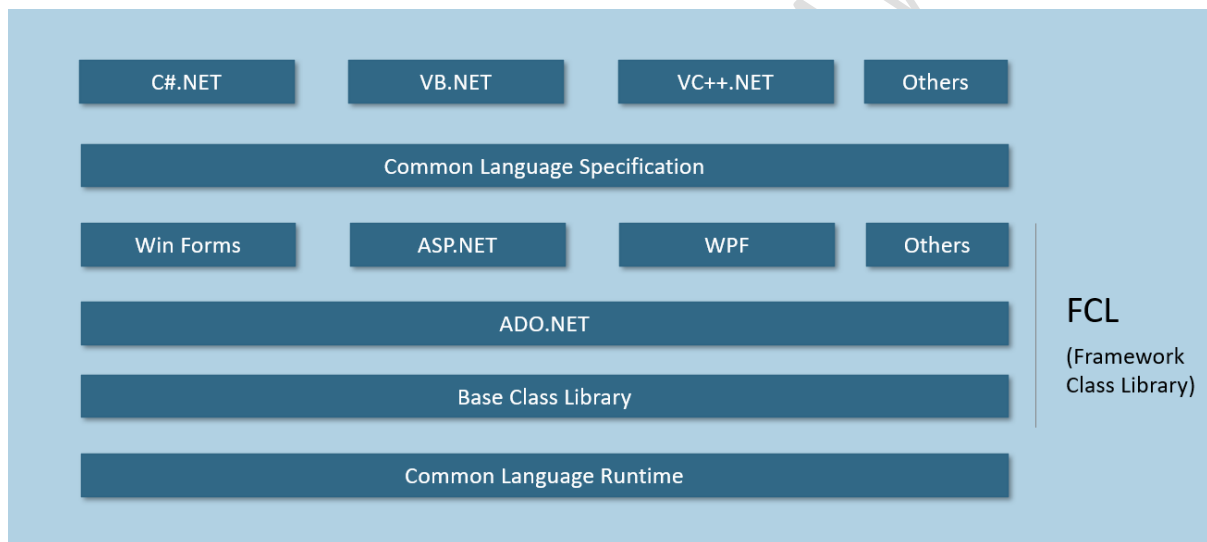 C#.NET
VB.NET
VC++.NET
Others
Common Language Specification
Win Forms
ASP.NET
WPF
Others
ADO.NET
Base Class Library
Common Language Runtime
FCL
(Framework
Class Library)